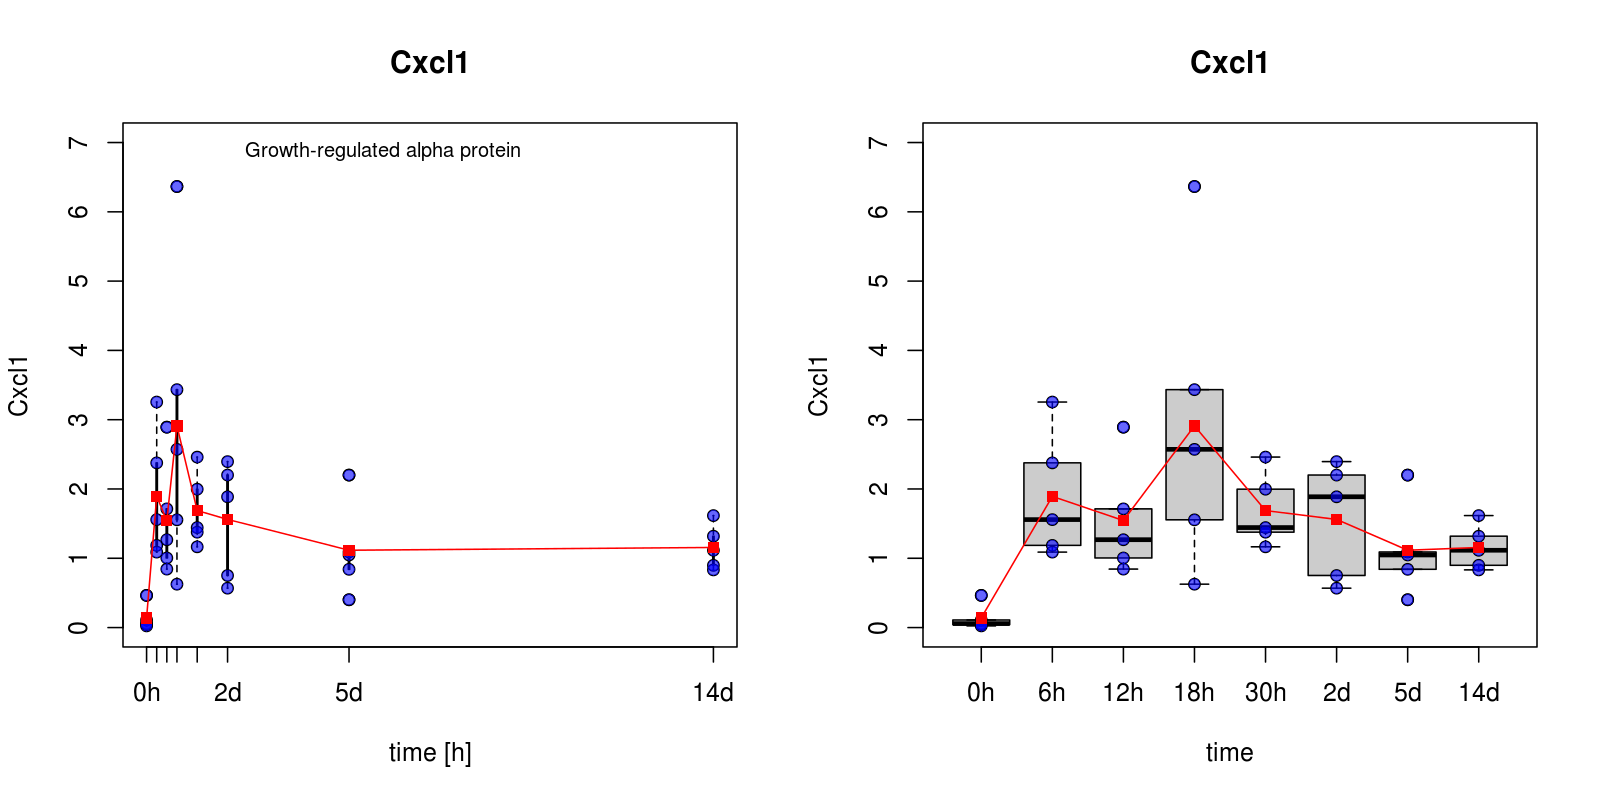 Cxcl1
Growth-regulated alpha protein
Cxcl1
7
6
5
4
3
2
1
0
0h 2d 5d 14d
time [h]
Cxcl1
Cxcl1
7
6
5
4
3
2
1
0
0h 6h 12h 18h 30h 2d 5d 14d
time